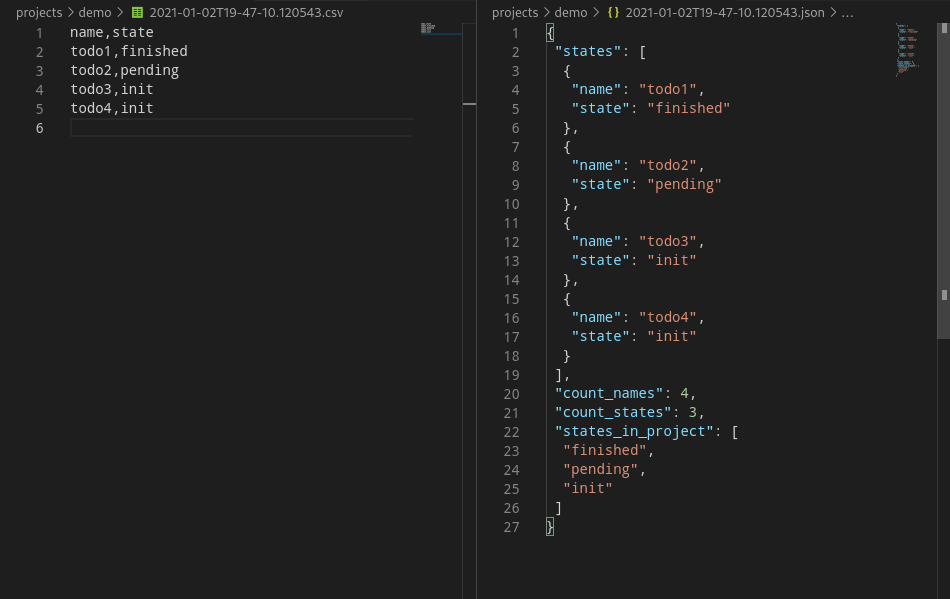 projects > demo > 2021-01-02T19-47-10.120543.csv
1 name,state
2 todo1,finished
3 todo2,pending
4 todo3,init
5 todo4,init
6
projects > demo > {} 2021-01-02T19-47-10.120543.json > ...
1 {
2 "states": [
3 {
4 "name": "todo1",
5 "state": "finished"
6 },
7 {
8 "name": "todo2",
9 "state": "pending"
10 },
11 {
12 "name": "todo3",
13 "state": "init"
14 },
15 {
16 "name": "todo4",
17 "state": "init"
18 }
19 ],
20 "count_names": 4,
21 "count_states": 3,
22 "states_in_project": [
23 "finished",
24 "pending",
25 "init"
26 ]
27 }